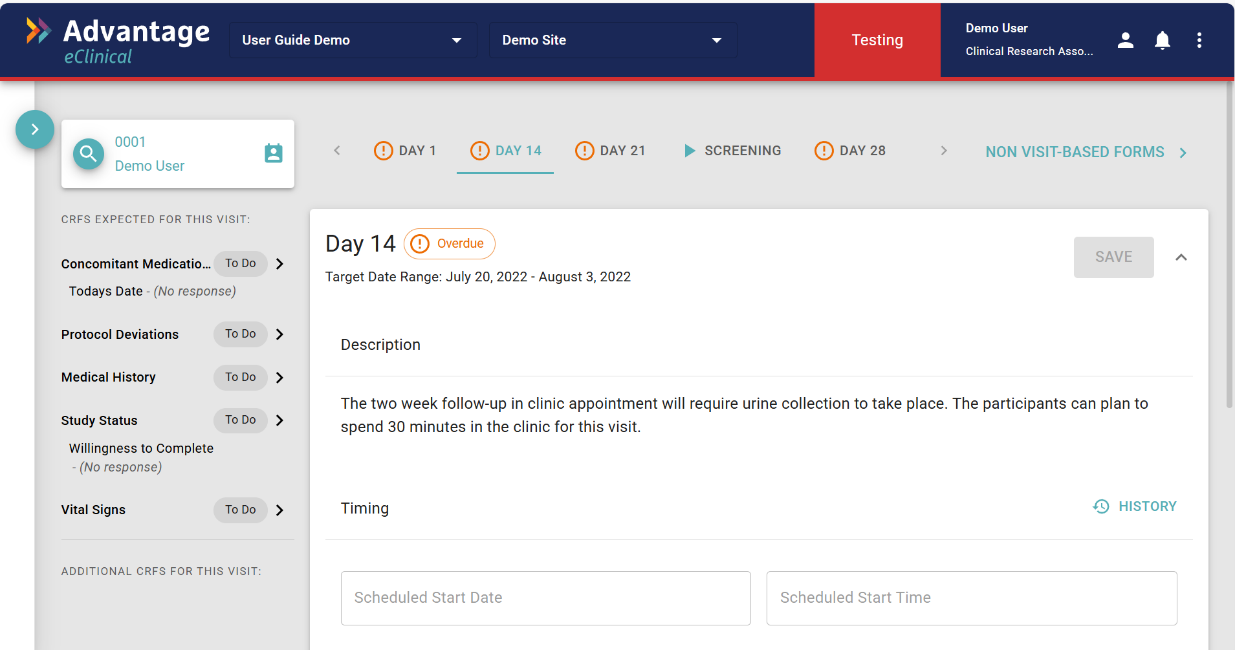 Advantage
eClinical
User Guide Demo
Demo Site
Testing
Demo User
Clinical Research Asso...
0001
Demo User
DAY 1
DAY 14
DAY 21
SCREENING
DAY 28
NON VISIT-BASED FORMS
CRFS EXPECTED FOR THIS VISIT:
Concomitant Medicatio... To Do
Todays Date - (No response)
Protocol Deviations To Do
Medical History To Do
Study Status To Do
Willingness to Complete
- (No response)
Vital Signs To Do
ADDITIONAL CRFS FOR THIS VISIT:
Day 14 Overdue
SAVE
Target Date Range: July 20, 2022 - August 3, 2022
Description
The two week follow-up in clinic appointment will require urine collection to take place. The participants can plan to
spend 30 minutes in the clinic for this visit.
Timing
HISTORY
Scheduled Start Date
Scheduled Start Time